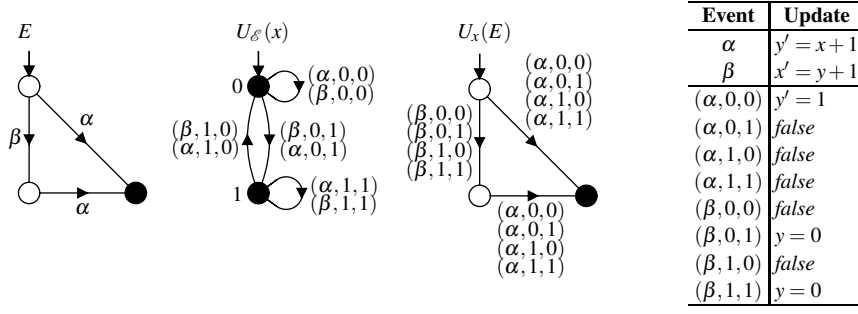 E
β
α
α
U_ℰ(x)
0
(α,0,0)
(β,0,0)
(β,1,0)
(α,1,0)
(β,0,1)
(α,0,1)
1
(α,1,1)
(β,1,1)
U_x(E)
(α,0,0)
(α,0,1)
(α,1,0)
(α,1,1)
(β,0,0)
(β,0,1)
(β,1,0)
(β,1,1)
(α,0,0)
(α,0,1)
(α,1,0)
(α,1,1)
Event Update
α y′ = x+1
β x′ = y+1
(α,0,0) y′ = 1
(α,0,1) false
(α,1,0) false
(α,1,1) false
(β,0,0) false
(β,0,1) y = 0
(β,1,0) false
(β,1,1) y = 0